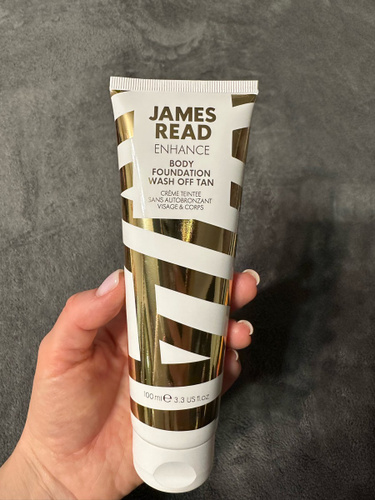 JAMES
READ
ENHANCE
BODY
FOUNDATION
WASH OFF TAN
CRÈME TEINTÉE
SANS AUTOBRONZANT
VISAGE & CORPS
100 ml ℮ 3.3 US fl.oz